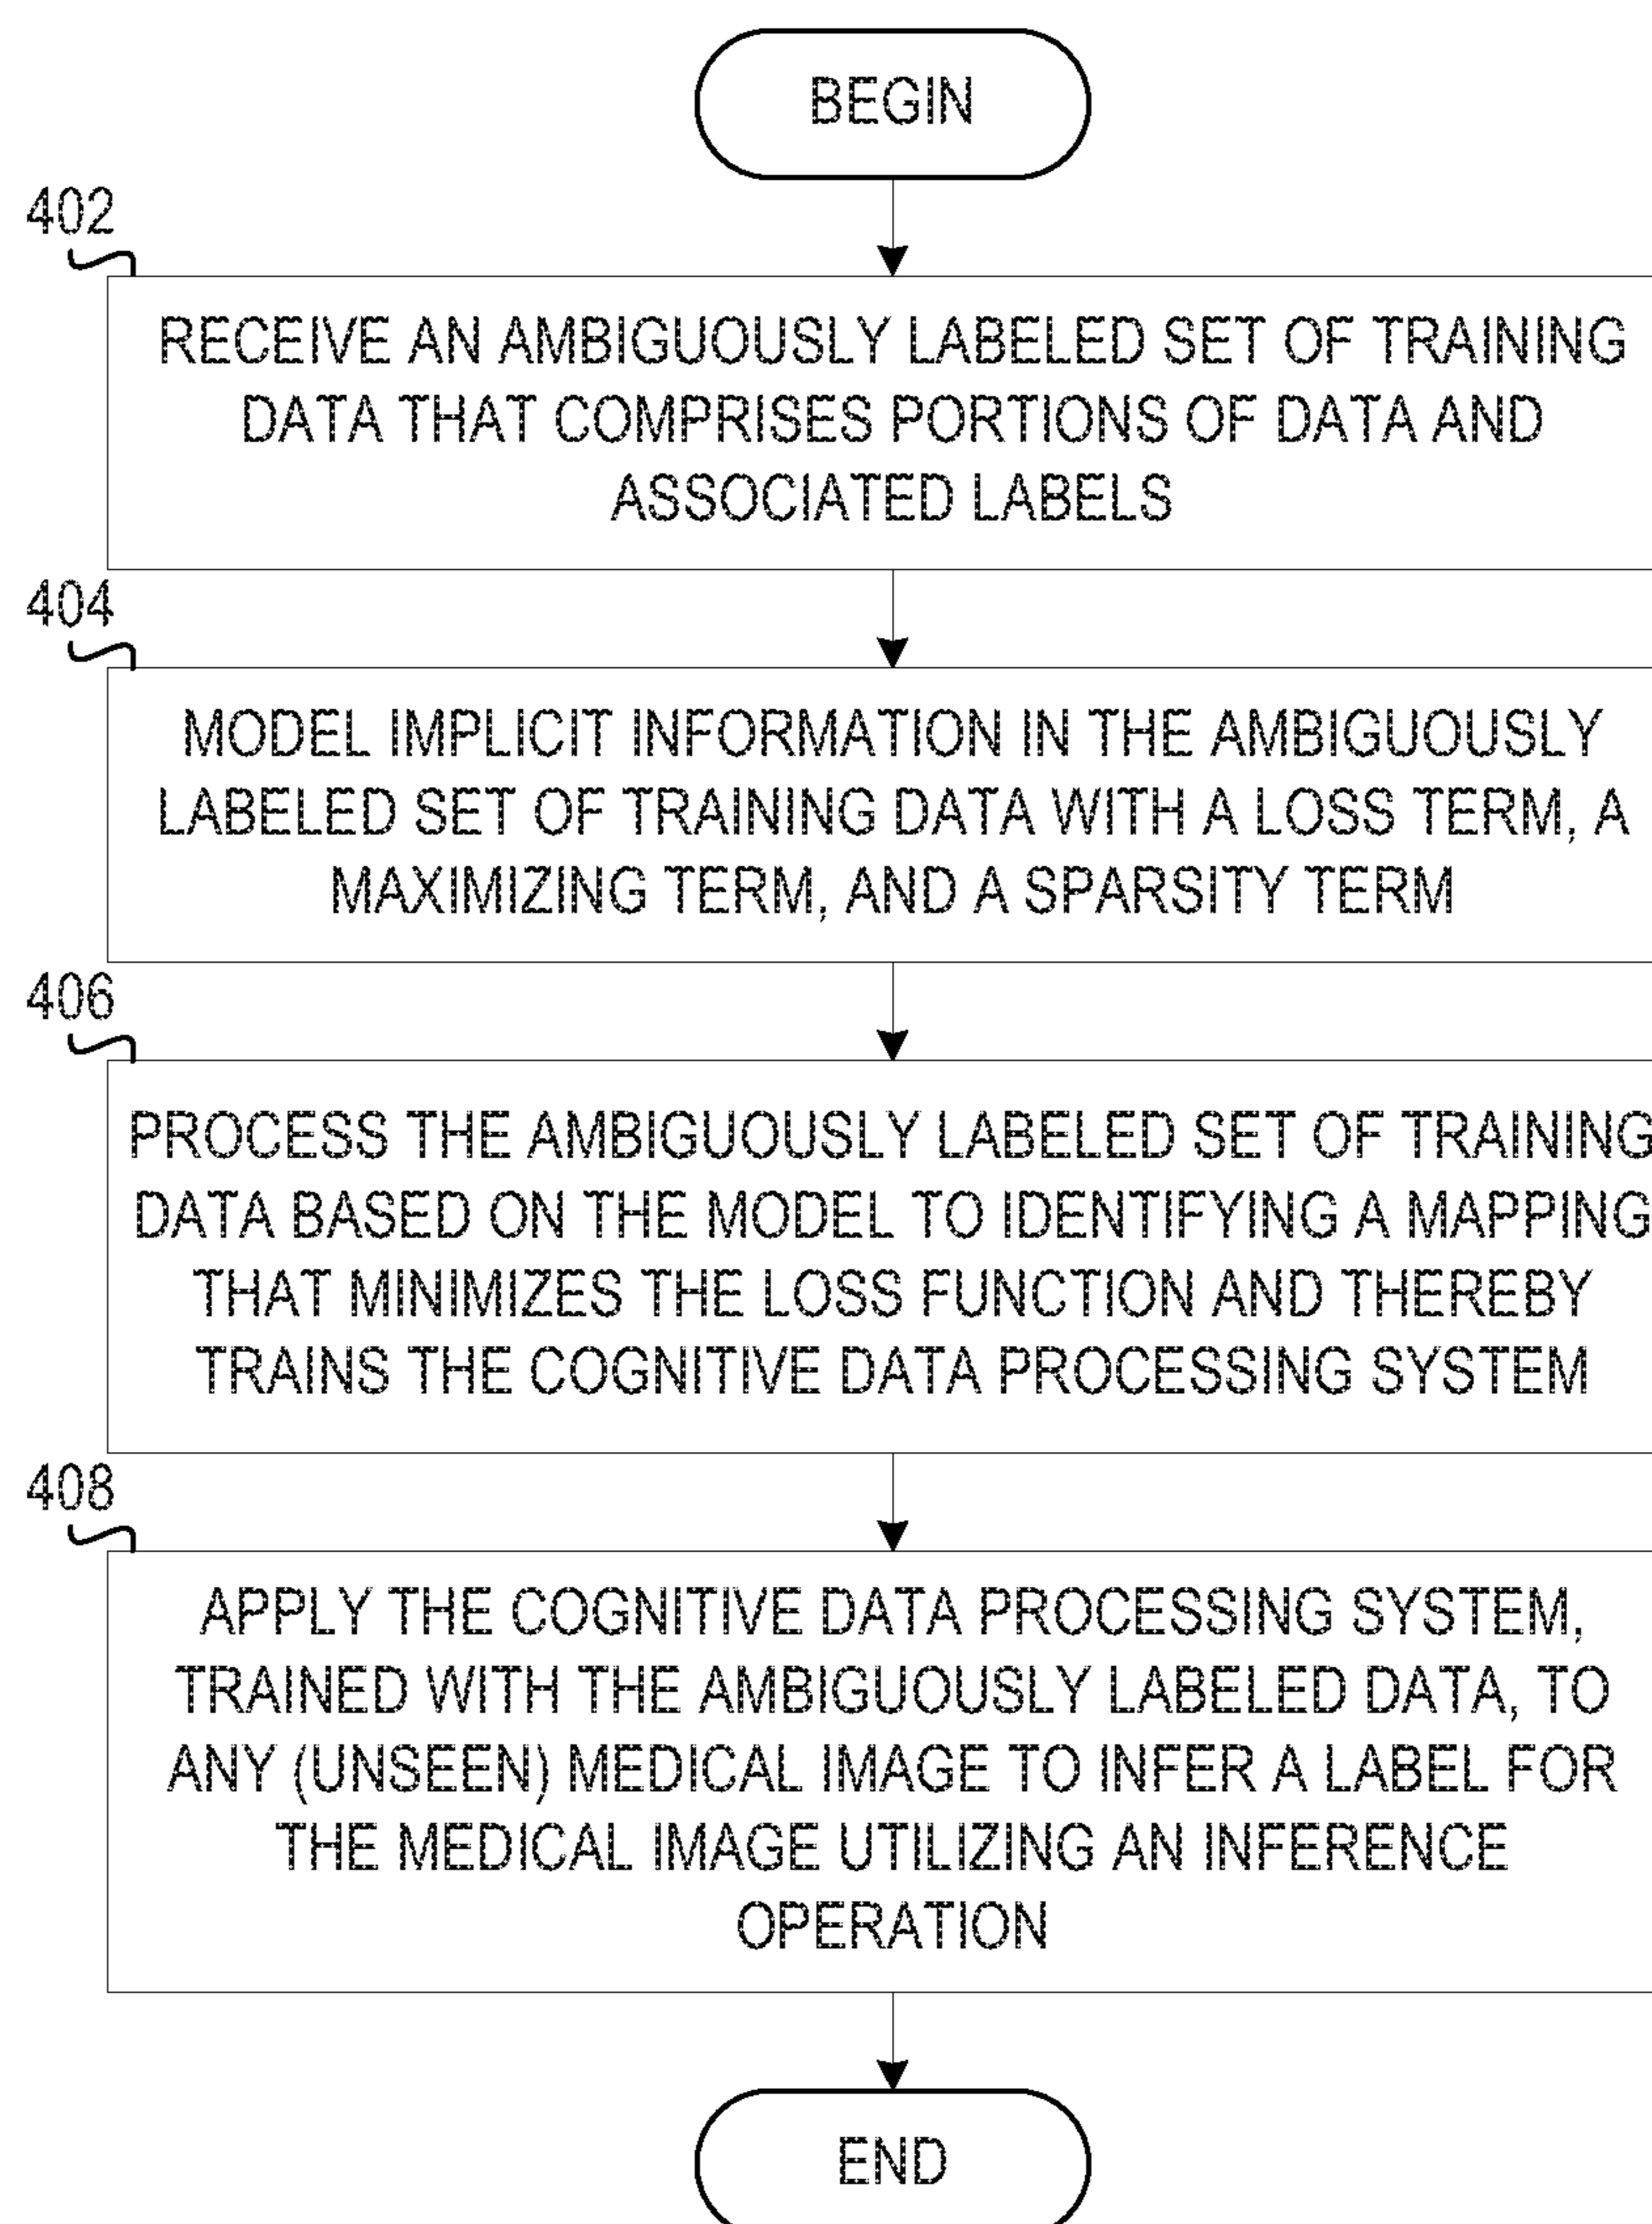 BEGIN
402
RECEIVE AN AMBIGUOUSLY LABELED SET OF TRAINING
DATA THAT COMPRISES PORTIONS OF DATA AND
ASSOCIATED LABELS
404
MODEL IMPLICIT INFORMATION IN THE AMBIGUOUSLY
LABELED SET OF TRAINING DATA WITH A LOSS TERM, A
MAXIMIZING TERM, AND A SPARSITY TERM
406
PROCESS THE AMBIGUOUSLY LABELED SET OF TRAINING
DATA BASED ON THE MODEL TO IDENTIFYING A MAPPING
THAT MINIMIZES THE LOSS FUNCTION AND THEREBY
TRAINS THE COGNITIVE DATA PROCESSING SYSTEM
408
APPLY THE COGNITIVE DATA PROCESSING SYSTEM,
TRAINED WITH THE AMBIGUOUSLY LABELED DATA, TO
ANY (UNSEEN) MEDICAL IMAGE TO INFER A LABEL FOR
THE MEDICAL IMAGE UTILIZING AN INFERENCE
OPERATION
END